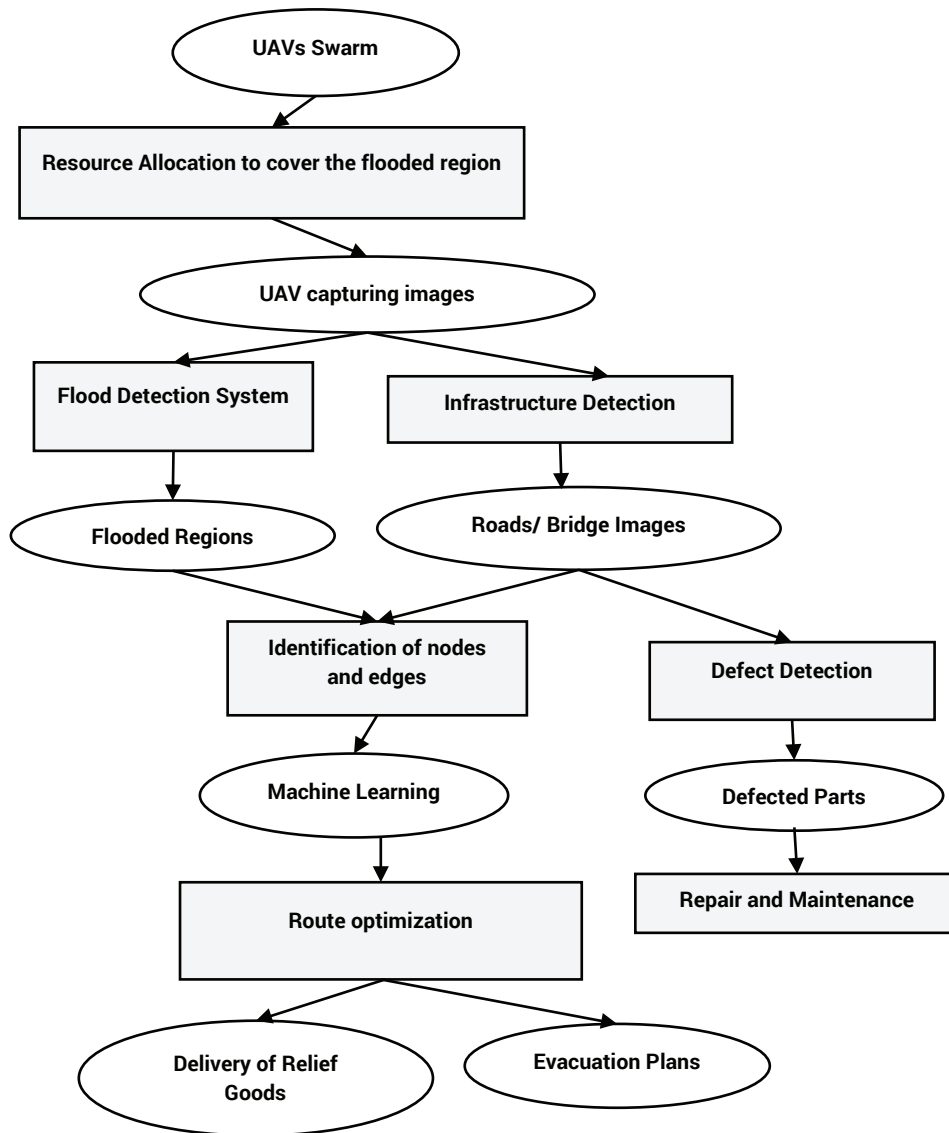 UAVs Swarm
Resource Allocation to cover the flooded region
UAV capturing images
Flood Detection System
Infrastructure Detection
Flooded Regions
Roads/ Bridge Images
Identification of nodes
and edges
Defect Detection
Machine Learning
Defected Parts
Route optimization
Repair and Maintenance
Delivery of Relief
Goods
Evacuation Plans